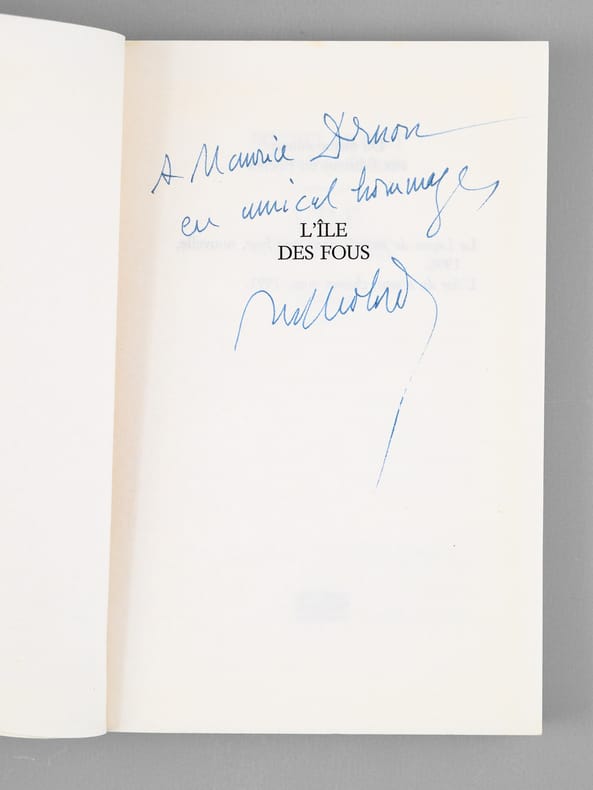 A Maurice Druon
en amical hommage,
L'ÎLE
DES FOUS